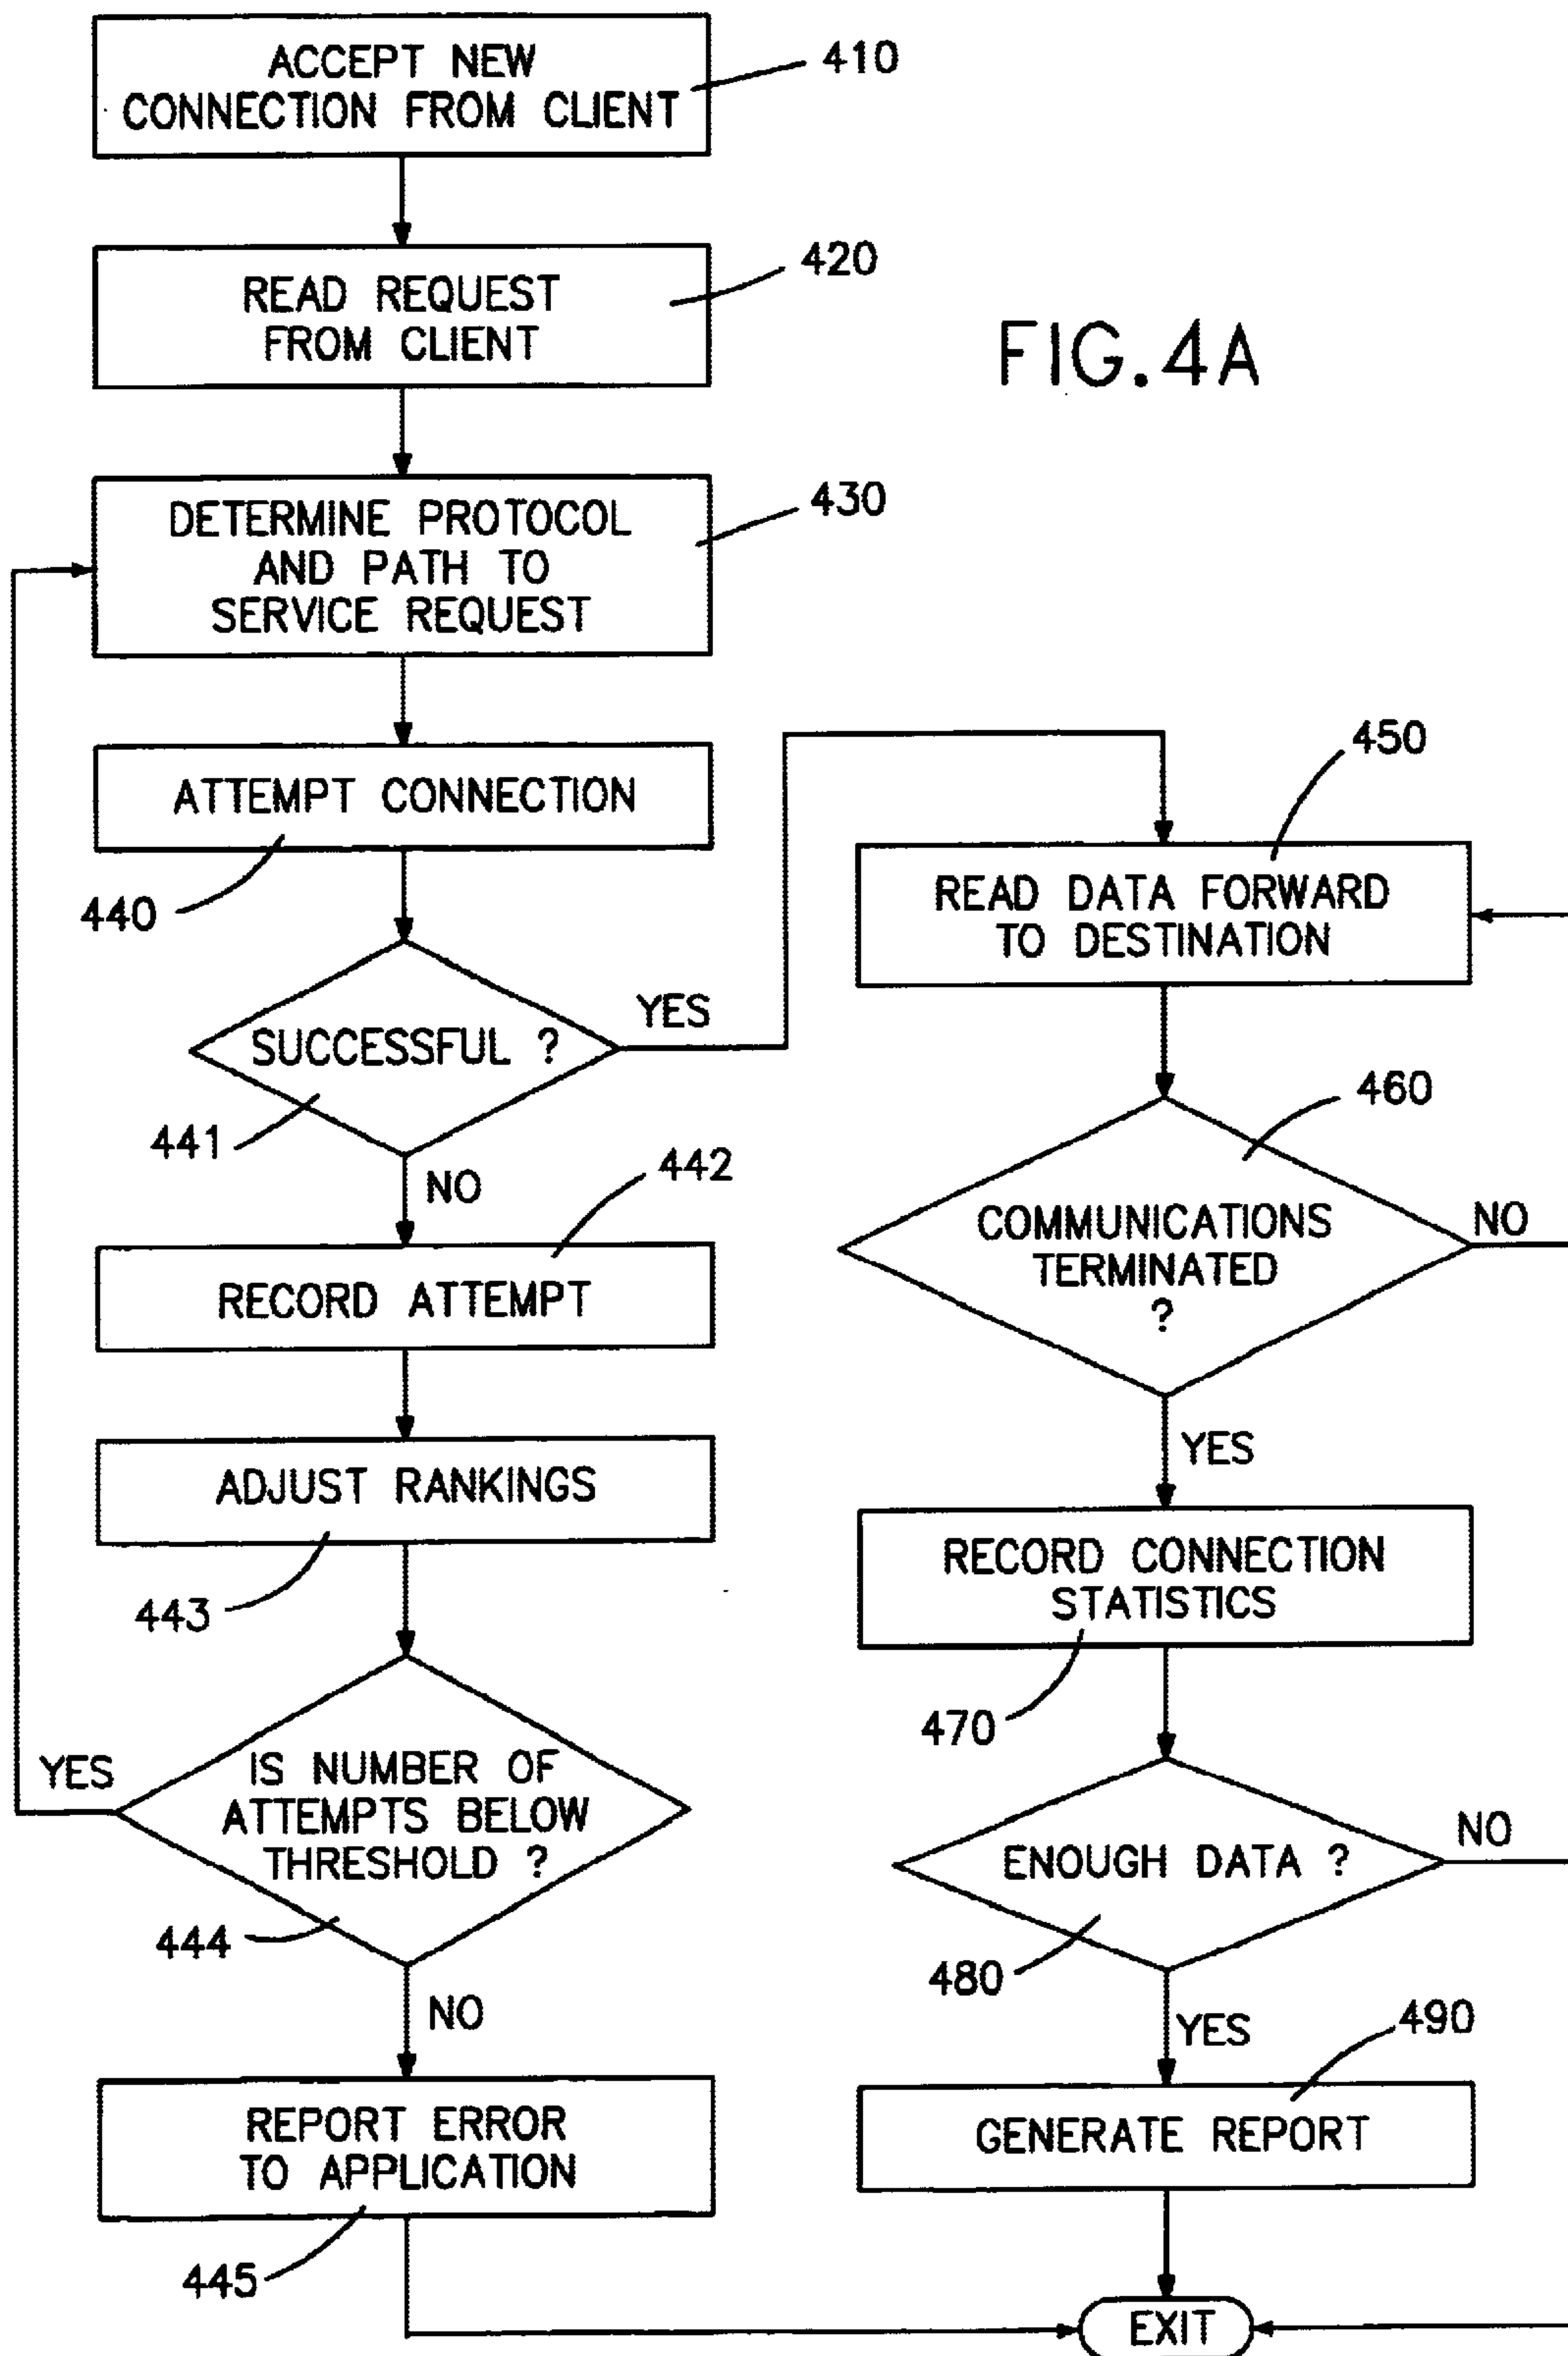 ACCEPT NEW
CONNECTION FROM CLIENT
410
READ REQUEST
FROM CLIENT
420
FIG.4A
DETERMINE PROTOCOL
AND PATH TO
SERVICE REQUEST
430
ATTEMPT CONNECTION
440
SUCCESSFUL ?
YES
441
NO
442
RECORD ATTEMPT
ADJUST RANKINGS
443
YES
IS NUMBER OF
ATTEMPTS BELOW
THRESHOLD ?
444
NO
REPORT ERROR
TO APPLICATION
445
450
READ DATA FORWARD
TO DESTINATION
460
COMMUNICATIONS
TERMINATED
?
NO
YES
RECORD CONNECTION
STATISTICS
470
ENOUGH DATA ?
NO
480
YES
490
GENERATE REPORT
EXIT